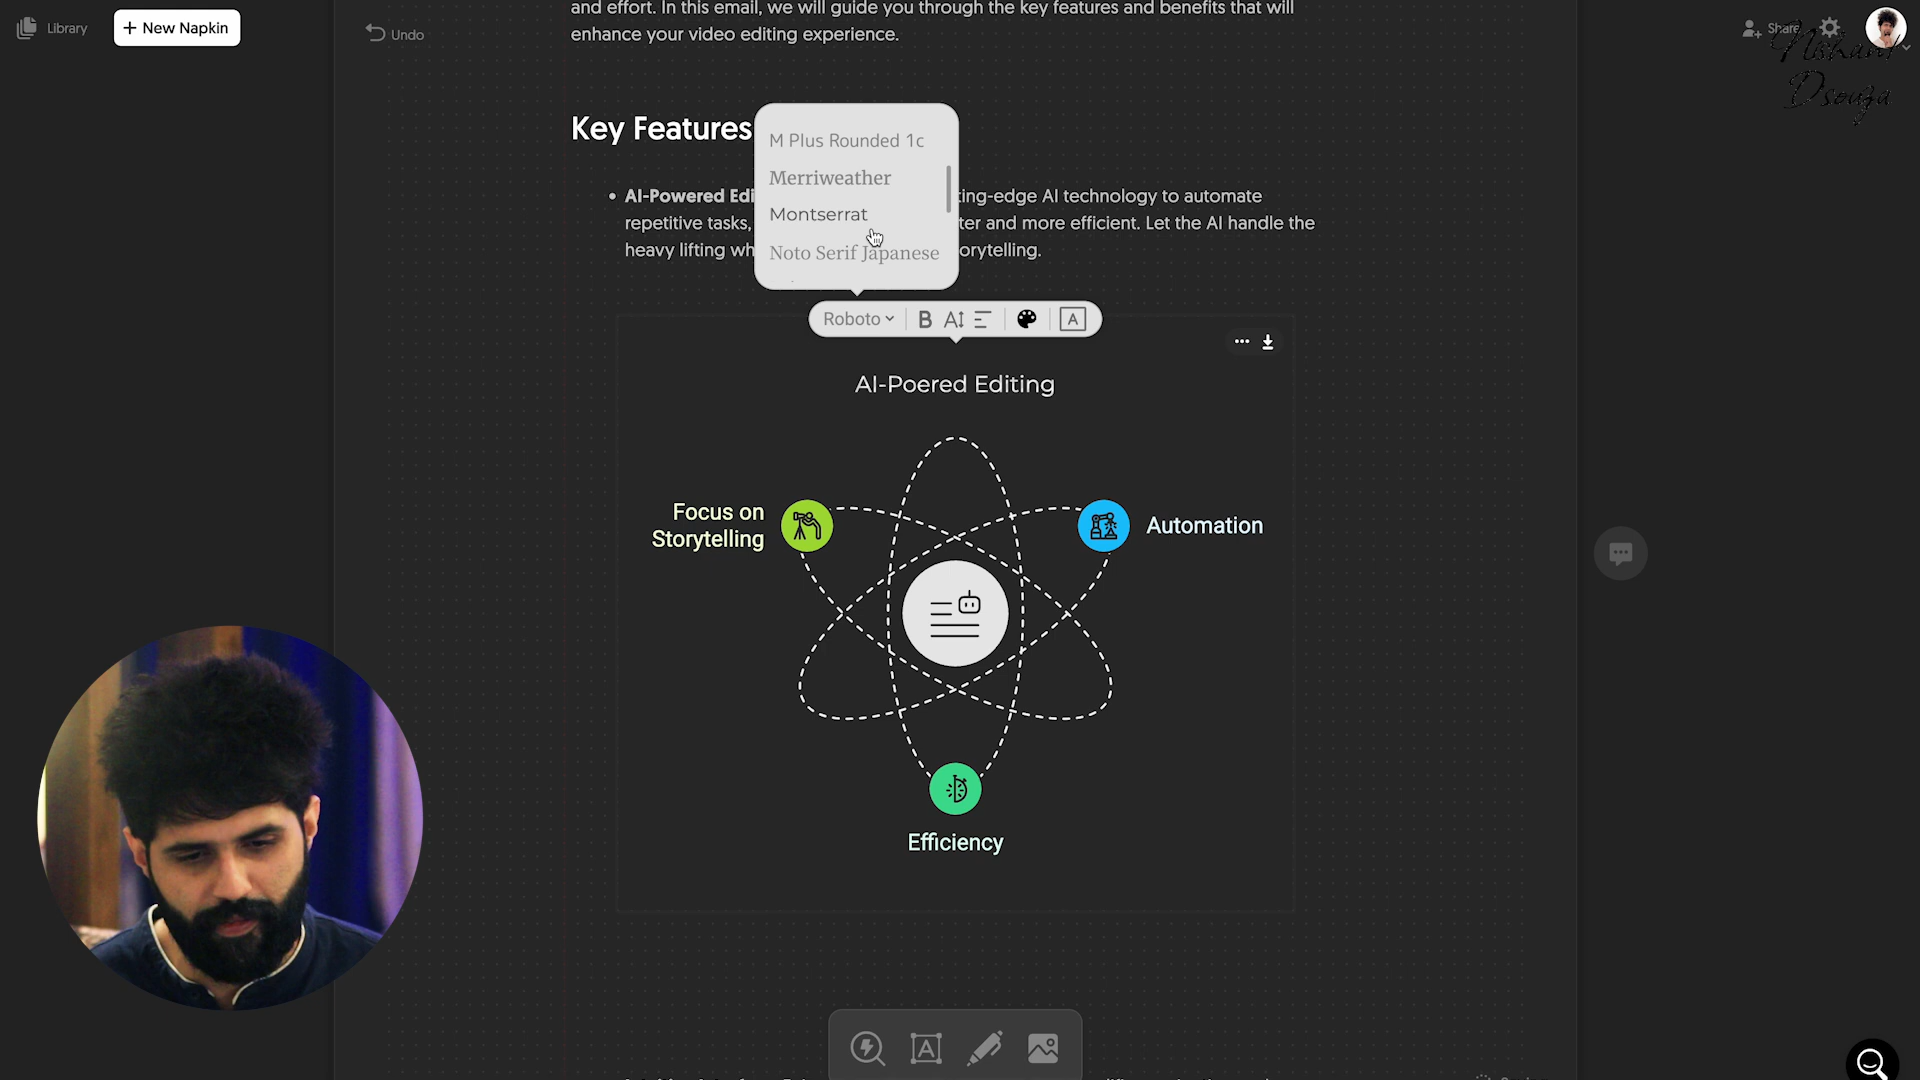 Library
+ New Napkin
Undo
Share
Nishant
Dsouza
and effort. In this email, we will guide you through the key features and benefits that will
enhance your video editing experience.
Key Features
M Plus Rounded 1c
Merriweather
Montserrat
Noto Serif Japanese
AI-Powered Edi ting-edge AI technology to automate
repetitive tasks, ter and more efficient. Let the AI handle the
heavy lifting wh orytelling.
Roboto
B A A
AI-Poered Editing
Focus on
Storytelling
Automation
Efficiency
A